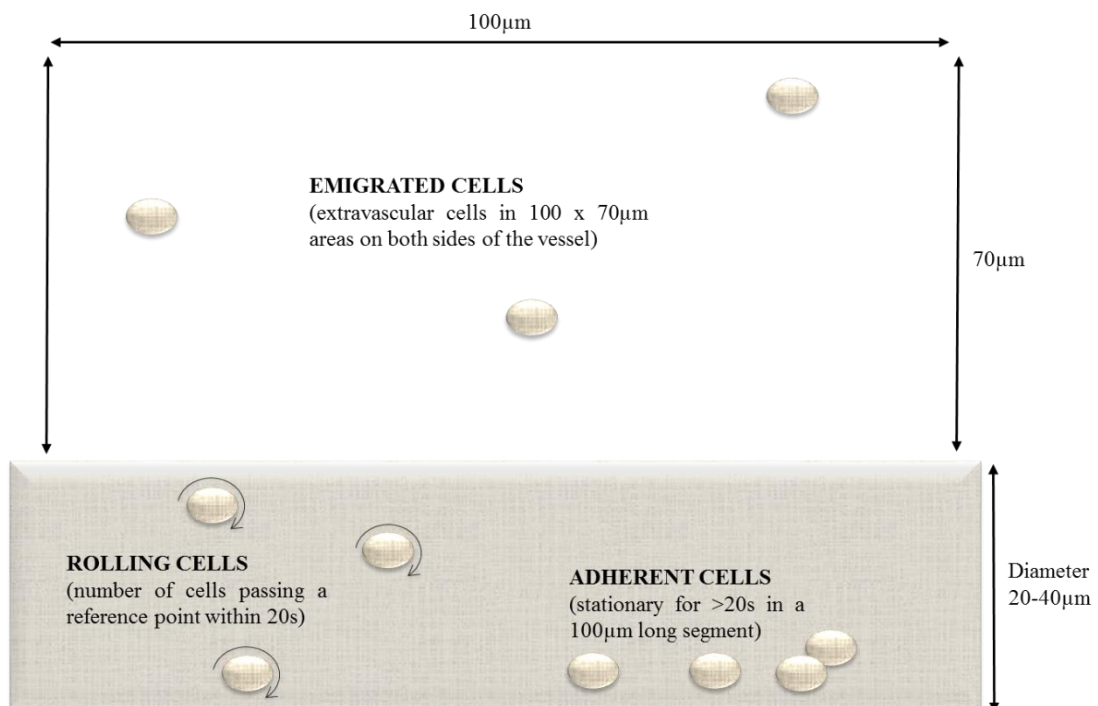 100µm
EMIGRATED CELLS
(extravascular cells in 100 x 70µm
areas on both sides of the vessel)
70µm
ROLLING CELLS
(number of cells passing a
reference point within 20s)
ADHERENT CELLS
(stationary for >20s in a
100µm long segment)
Diameter
20-40µm